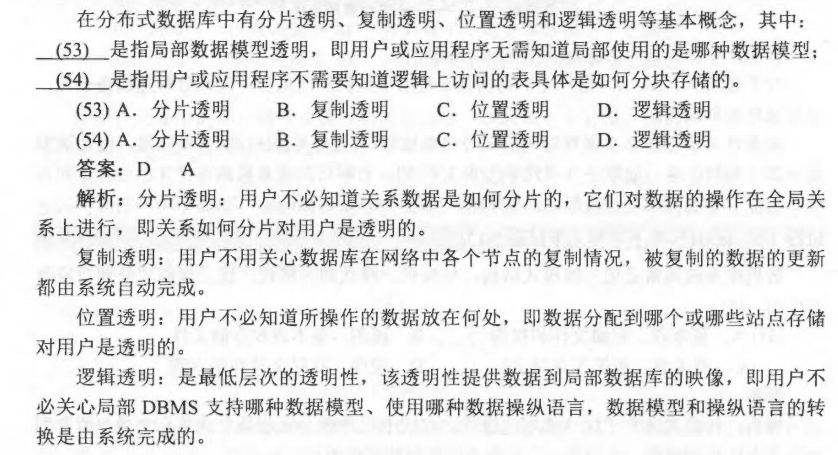 在分布式数据库中有分片透明、复制透明、位置透明和逻辑透明等基本概念，其中：
(53) 是指局部数据模型透明，即用户或应用程序无需知道局部使用的是哪种数据模型；
(54) 是指用户或应用程序不需要知道逻辑上访问的表具体是如何分块存储的。
(53) A．分片透明 B．复制透明 C．位置透明 D．逻辑透明
(54) A．分片透明 B．复制透明 C．位置透明 D．逻辑透明
答案：D A
解析：分片透明：用户不必知道关系数据是如何分片的，它们对数据的操作在全局关
系上进行，即关系如何分片对用户是透明的。
复制透明：用户不用关心数据库在网络中各个节点的复制情况，被复制的数据的更新
都由系统自动完成。
位置透明：用户不必知道所操作的数据放在何处，即数据分配到哪个或哪些站点存储
对用户是透明的。
逻辑透明：是最低层次的透明性，该透明性提供数据到局部数据库的映像，即用户不
必关心局部 DBMS 支持哪种数据模型、使用哪种数据操纵语言，数据模型和操纵语言的转
换是由系统完成的。